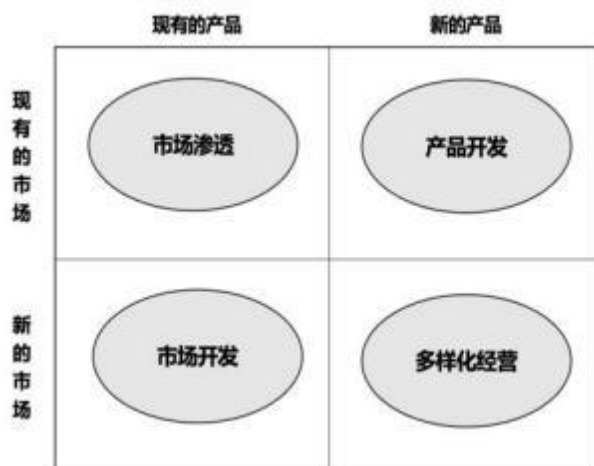 现有的产品
新的产品
现有的市场
市场渗透
产品开发
新的市场
市场开发
多样化经营